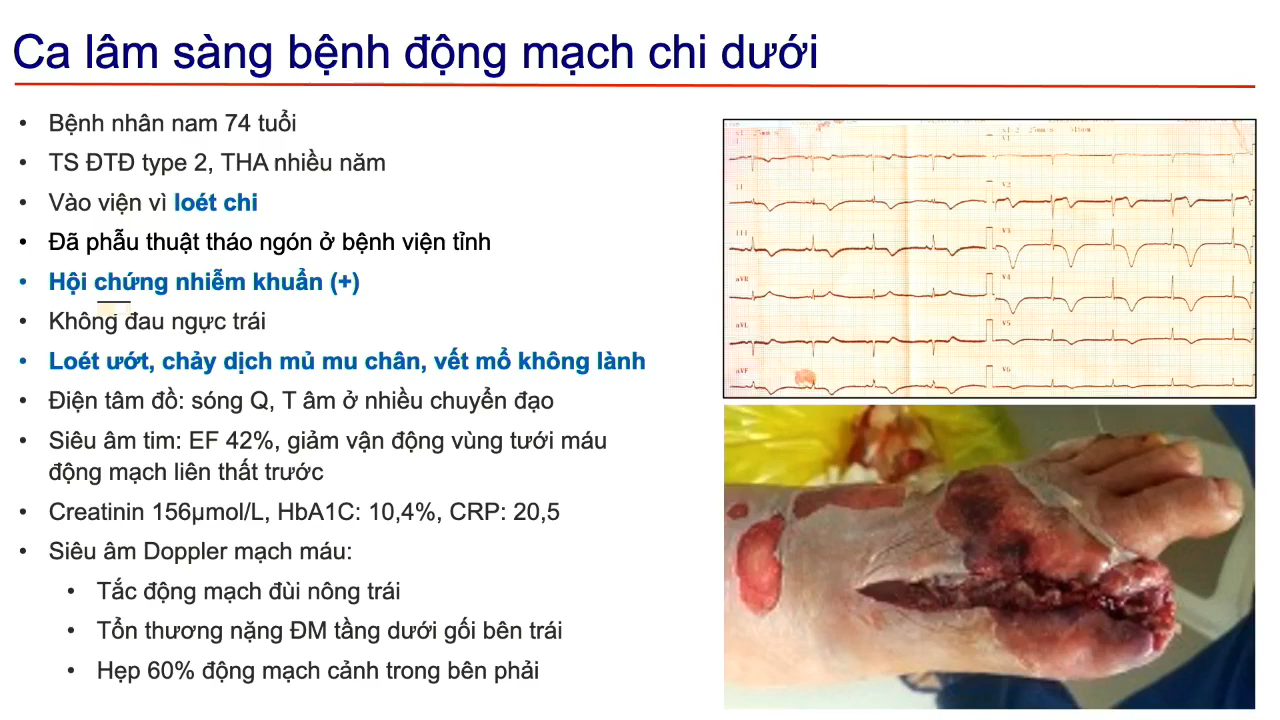 Ca lâm sàng bệnh động mạch chi dưới
• Bệnh nhân nam 74 tuổi
• TS ĐTĐ type 2, THA nhiều năm
• Vào viện vì loét chi
• Đã phẫu thuật tháo ngón ở bệnh viện tỉnh
• Hội chứng nhiễm khuẩn (+)
• Không đau ngực trái
• Loét ướt, chảy dịch mủ mu chân, vết mổ không lành
• Điện tâm đồ: sóng Q, T âm ở nhiều chuyển đạo
• Siêu âm tim: EF 42%, giảm vận động vùng tưới máu
động mạch liên thất trước
• Creatinin 156μmol/L, HbA1C: 10,4%, CRP: 20,5
• Siêu âm Doppler mạch máu:
• Tắc động mạch đùi nông trái
• Tổn thương nặng ĐM tầng dưới gối bên trái
• Hẹp 60% động mạch cảnh trong bên phải
I
II
III
aVR
aVL
aVF
V1
V2
V3
V4
V5
V6